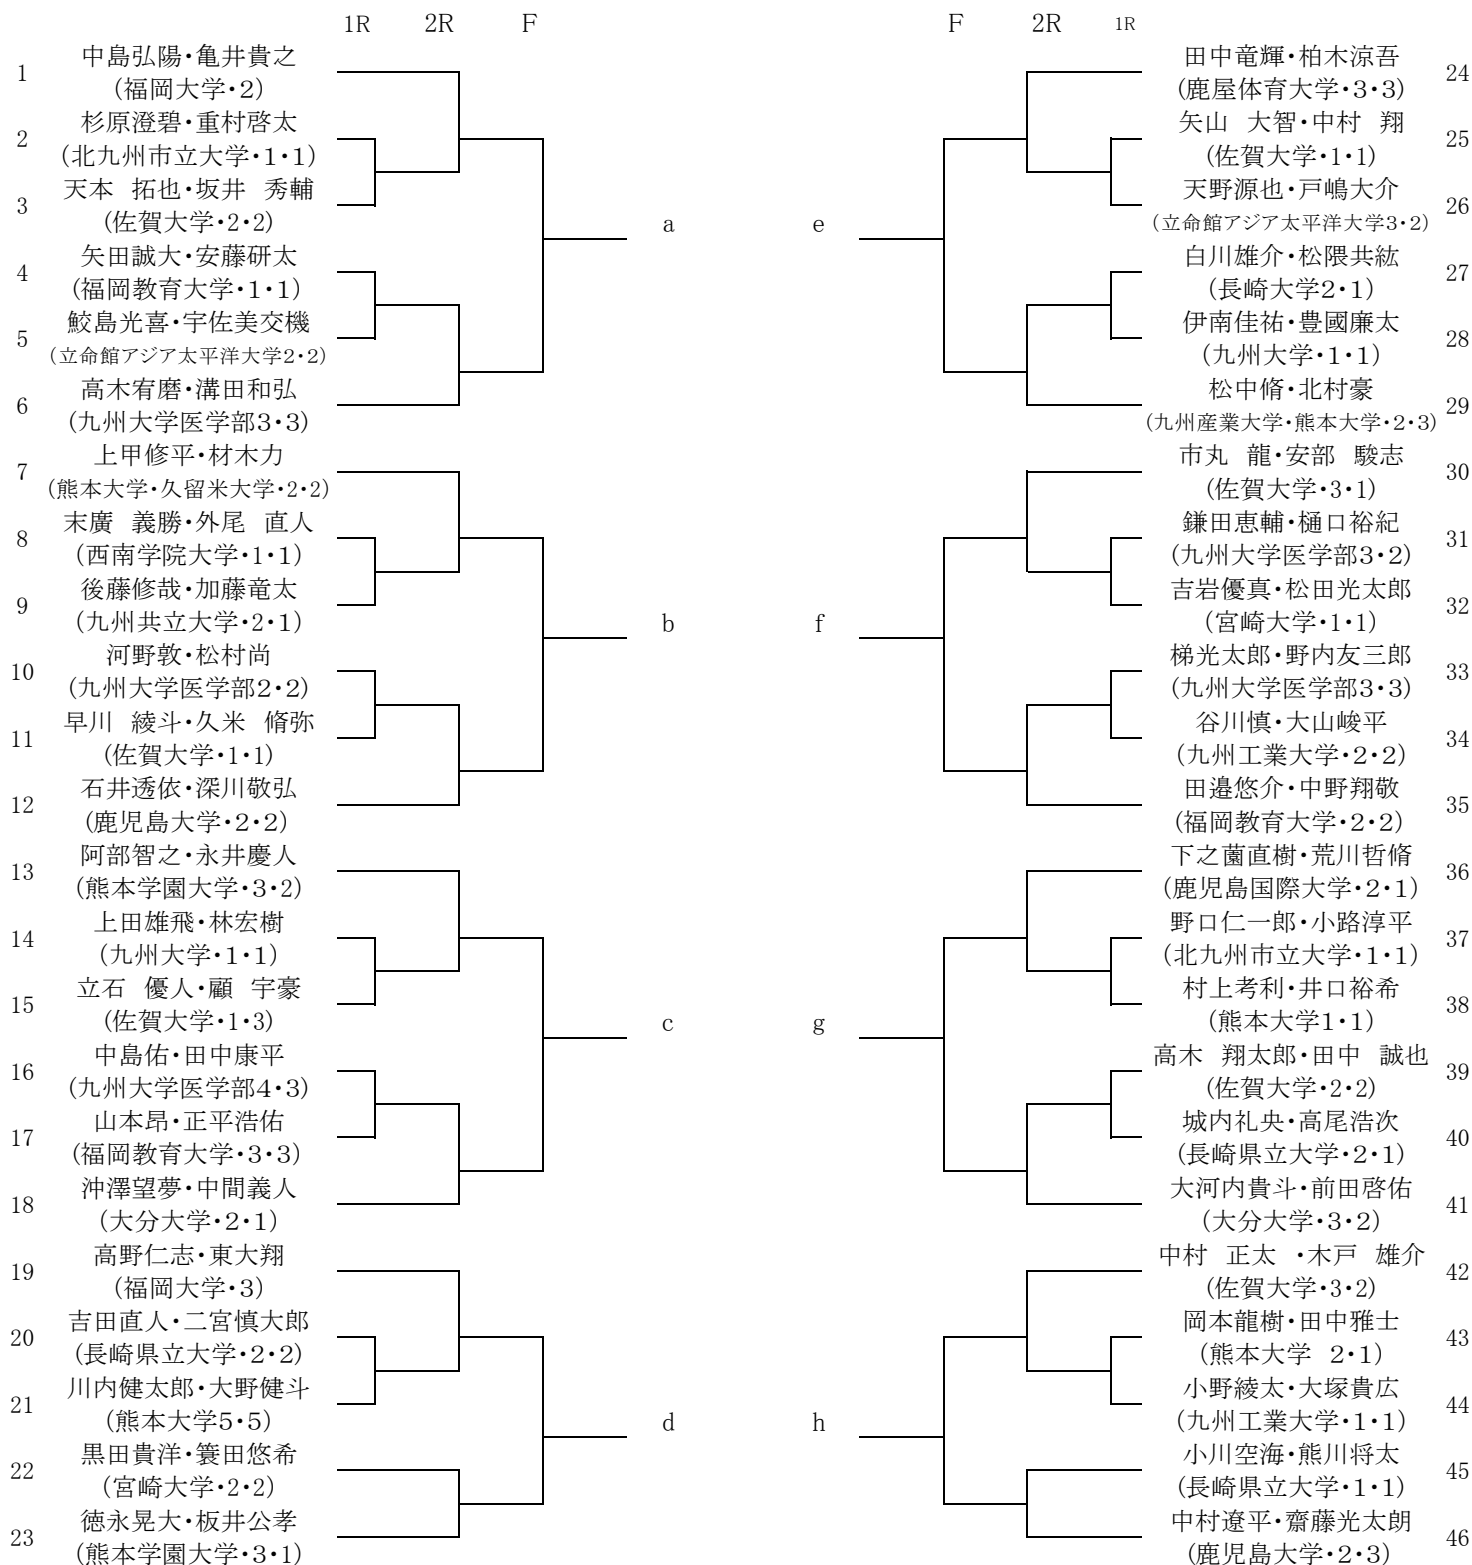 1R 2R F
1 中島弘陽・亀井貴之
(福岡大学・2)
2 杉原澄碧・重村啓太
(北九州市立大学・1・1)
3 天本 拓也・坂井 秀輔
(佐賀大学・2・2)
4 矢田誠大・安藤研太
(福岡教育大学・1・1)
5 鮫島光喜・宇佐美交機
(立命館アジア太平洋大学2・2)
6 高木宥磨・溝田和弘
(九州大学医学部3・3)
a
7 上甲修平・材木力
(熊本大学・久留米大学・2・2)
8 末廣 義勝・外尾 直人
(西南学院大学・1・1)
9 後藤修哉・加藤竜太
(九州共立大学・2・1)
10 河野敦・松村尚
(九州大学医学部2・2)
11 早川 綾斗・久米 脩弥
(佐賀大学・1・1)
12 石井透依・深川敬弘
(鹿児島大学・2・2)
b
13 阿部智之・永井慶人
(熊本学園大学・3・2)
14 上田雄飛・林宏樹
(九州大学・1・1)
15 立石 優人・顧 宇豪
(佐賀大学・1・3)
16 中島佑・田中康平
(九州大学医学部4・3)
17 山本昂・正平浩佑
(福岡教育大学・3・3)
18 沖澤望夢・中間義人
(大分大学・2・1)
c
19 高野仁志・東大翔
(福岡大学・3)
20 吉田直人・二宮慎大郎
(長崎県立大学・2・2)
21 川内健太郎・大野健斗
(熊本大学5・5)
22 黒田貴洋・簑田悠希
(宮崎大学・2・2)
23 徳永晃大・板井公孝
(熊本学園大学・3・1)
d
F 2R 1R
田中竜輝・柏木涼吾 24
(鹿屋体育大学・3・3)
矢山 大智・中村 翔 25
(佐賀大学・1・1)
天野源也・戸嶋大介 26
(立命館アジア太平洋大学3・2)
白川雄介・松隈共紘 27
(長崎大学2・1)
伊南佳祐・豊國廉太 28
(九州大学・1・1)
松中脩・北村豪 29
(九州産業大学・熊本大学・2・3)
e
市丸 龍・安部 駿志 30
(佐賀大学・3・1)
鎌田恵輔・樋口裕紀 31
(九州大学医学部3・2)
吉岩優真・松田光太郎 32
(宮崎大学・1・1)
梯光太郎・野内友三郎 33
(九州大学医学部3・3)
谷川慎・大山峻平 34
(九州工業大学・2・2)
田邉悠介・中野翔敬 35
(福岡教育大学・2・2)
f
下之薗直樹・荒川哲脩 36
(鹿児島国際大学・2・1)
野口仁一郎・小路淳平 37
(北九州市立大学・1・1)
村上考利・井口裕希 38
(熊本大学1・1)
高木 翔太郎・田中 誠也 39
(佐賀大学・2・2)
城内礼央・高尾浩次 40
(長崎県立大学・2・1)
大河内貴斗・前田啓佑 41
(大分大学・3・2)
g
中村 正太 ・木戸 雄介 42
(佐賀大学・3・2)
岡本龍樹・田中雅士 43
(熊本大学 2・1)
小野綾太・大塚貴広 44
(九州工業大学・1・1)
小川空海・熊川将太 45
(長崎県立大学・1・1)
中村遼平・齋藤光太朗 46
(鹿児島大学・2・3)
h